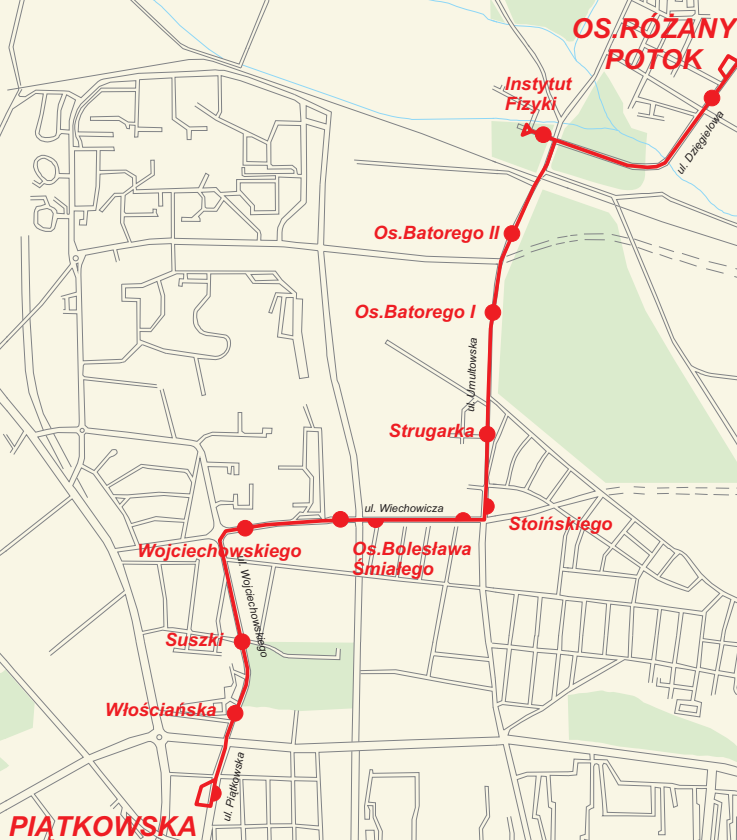 OS.RÓŻANY
POTOK
Instytut
Fizyki
ul. Dzięgielowa
Os.Batorego II
Os.Batorego I
ul. Umultowska
Strugarka
ul. Wiechowicza
Stoińskiego
Wojciechowskiego
Os.Bolesława
Śmiałego
ul. Wojciechowskiego
Suszki
Włościańska
ul. Piątkowska
PIATKOWSKA